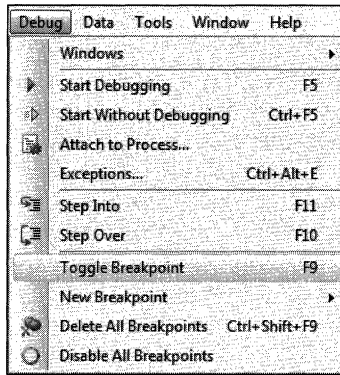 Debug Data Tools Window Help
Windows
Start Debugging F5
Start Without Debugging Ctrl+F5
Attach to Process...
Exceptions... Ctrl+Alt+E
Step Into F11
Step Over F10
Toggle Breakpoint F9
New Breakpoint
Delete All Breakpoints Ctrl+Shift+F9
Disable All Breakpoints